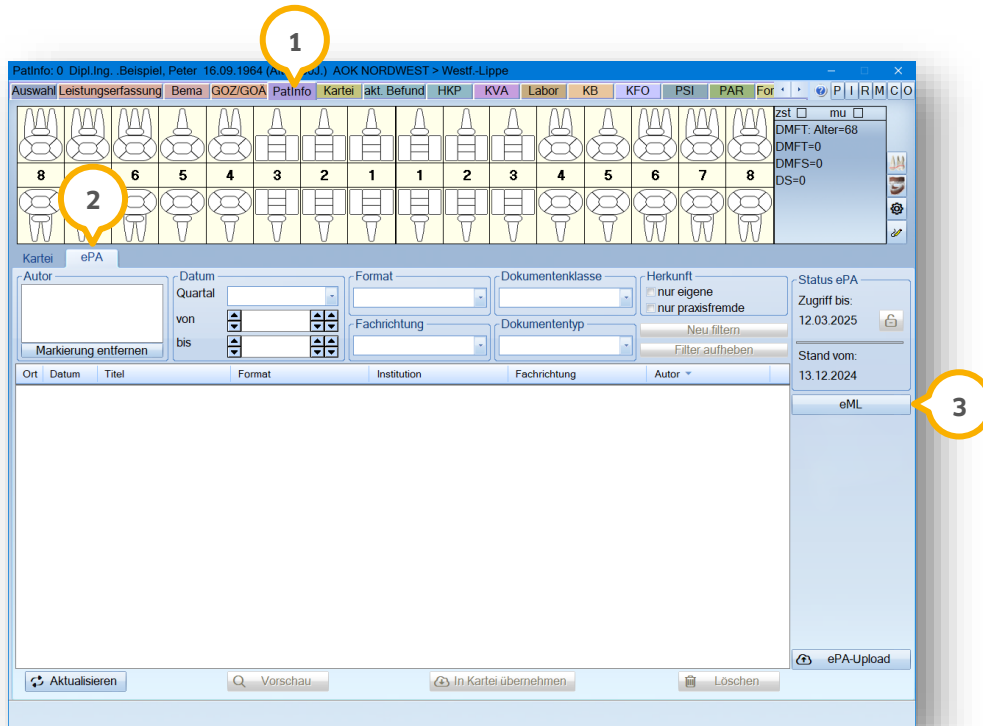 1
PatInfo: 0 Dipl.Ing. .Beispiel, Peter 16.09.1964 AOK NORDWEST > Westf.-Lippe
Auswahl Leistungserfassung Bema GOZ/GOÄ PatInfo Kartei akt. Befund HKP KVA Labor KB KFO PSI PAR For P I R M C O
zst mu
DMFT: Alter=68
DMFT=0
DMFS=0
DS=0
8 6 5 4 3 2 1 1 2 3 4 5 6 7 8
2
Kartei ePA
Autor Datum Format Dokumentenklasse Herkunft Status ePA
Quartal nur eigene Zugriff bis:
nur praxisfremde
von Fachrichtung Dokumententyp Neu filtern 12.03.2025
bis Filter aufheben
Markierung entfernen Stand vom:
13.12.2024
Ort Datum Titel Format Institution Fachrichtung Autor
eML
3
ePA-Upload
Aktualisieren Vorschau In Kartei übernehmen Löschen